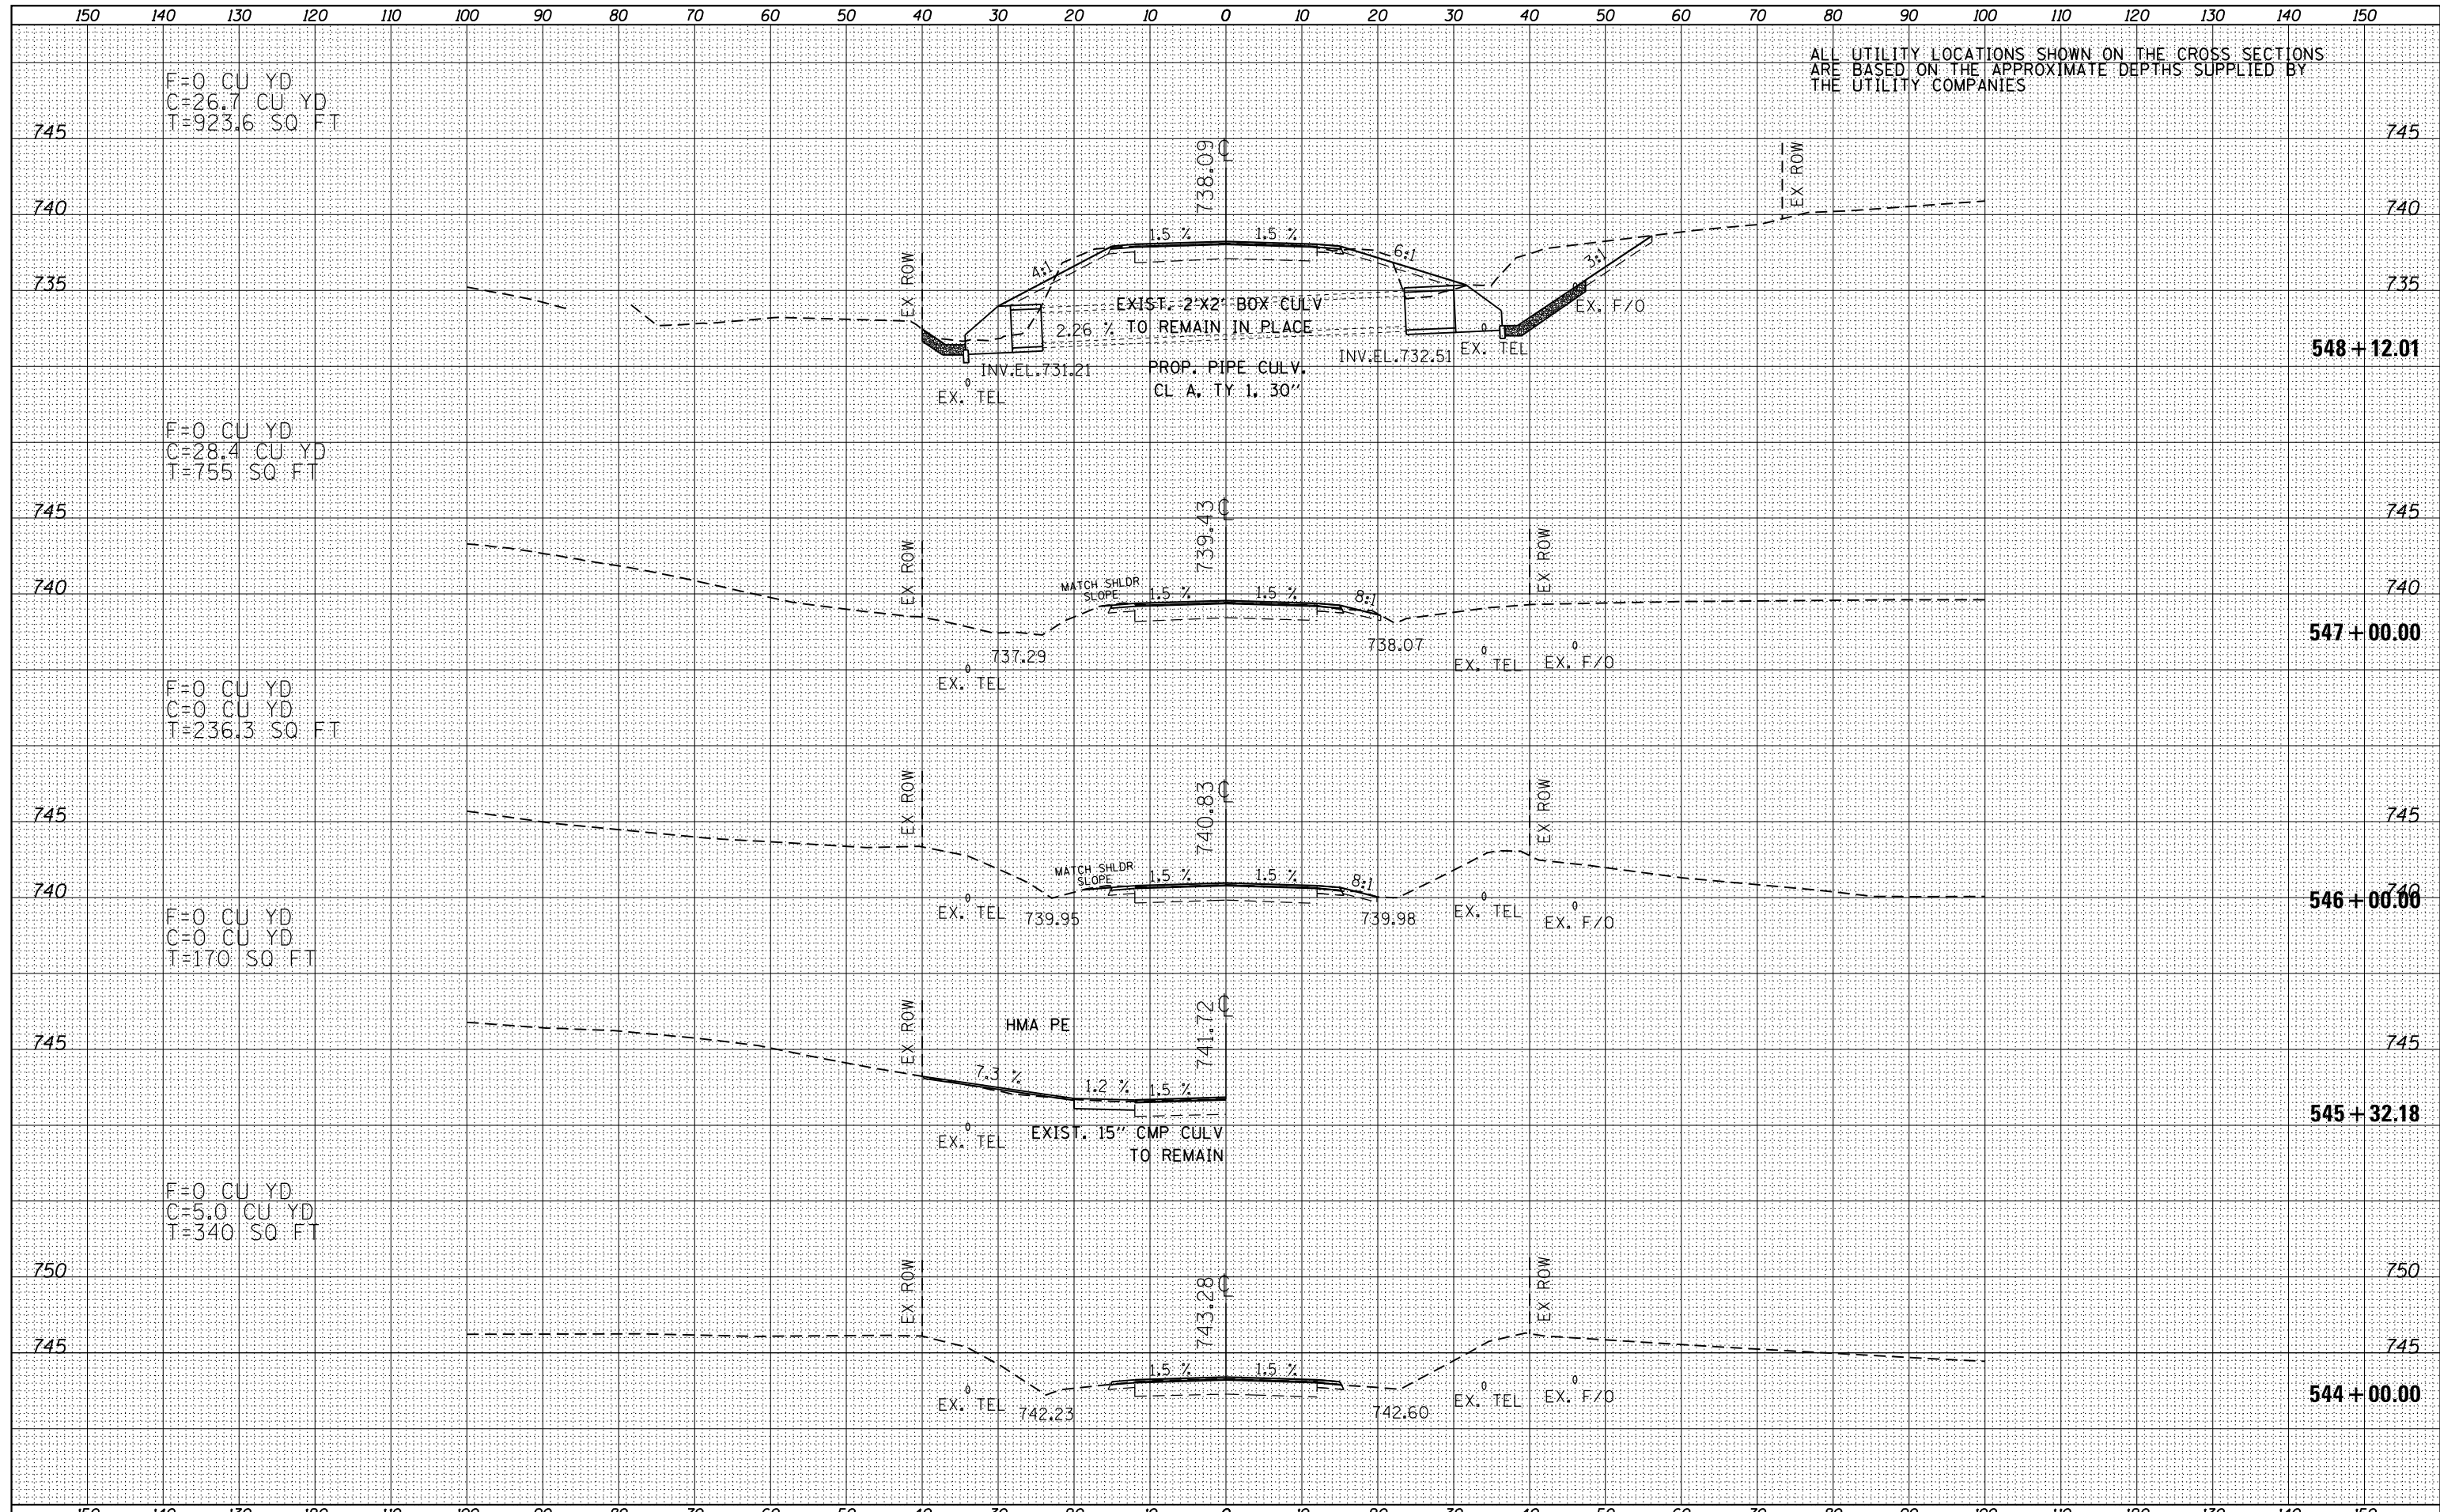 150 140 130 120 110 100 90 80 70 60 50 40 30 20 10 0 10 20 30 40 50 60 70 80 90 100 110 120 130 140 150
ALL UTILITY LOCATIONS SHOWN ON THE CROSS SECTIONS
ARE BASED ON THE APPROXIMATE DEPTHS SUPPLIED BY
THE UTILITY COMPANIES
F=0 CU YD
C=26.7 CU YD
T=923.6 SQ FT
745 745
738.09 ℄
EX ROW
740 740
1.5 % 1.5 %
4:1 6:1 3:1
EX ROW
735 735
EXIST. 2'X2' BOX CULV
EX. F/O
2.26 % TO REMAIN IN PLACE
INV.EL.731.21 PROP. PIPE CULV. INV.EL.732.51 EX. TEL
548+12.01
EX. TEL CL A, TY 1, 30"
F=0 CU YD
C=28.4 CU YD
T=755 SQ FT
745 745
739.43 ℄
EX ROW EX ROW
740 740
MATCH SHLDR
SLOPE 1.5 % 1.5 % 8:1
547+00.00
737.29 738.07
EX. TEL EX. TEL EX. F/O
F=0 CU YD
C=0 CU YD
T=236.3 SQ FT
745 745
740.83 ℄
EX ROW EX ROW
MATCH SHLDR
SLOPE 1.5 % 1.5 % 8:1
740 740
546+00.00
EX. TEL 739.95 739.98 EX. TEL EX. F/O
F=0 CU YD
C=0 CU YD
T=170 SQ FT
745 745
EX ROW HMA PE 741.72 ℄
7.3 % 1.2 % 1.5 %
545+32.18
EX. TEL EXIST. 15" CMP CULV
TO REMAIN
F=0 CU YD
C=5.0 CU YD
T=340 SQ FT
750 750
EX ROW 743.28 ℄ EX ROW
745 745
1.5 % 1.5 %
544+00.00
EX. TEL 742.23 742.60 EX. TEL EX. F/O
150 140 130 120 110 100 90 80 70 60 50 40 30 20 10 0 10 20 30 40 50 60 70 80 90 100 110 120 130 140 150